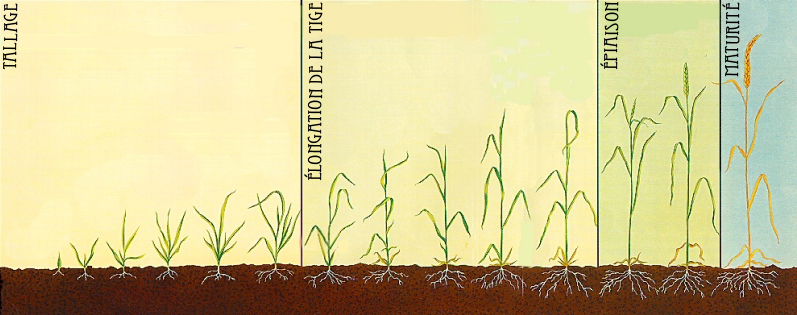 TALLAGE
ÉLONGATION DE LA TIGE
ÉPIAISON
MATURITÉ